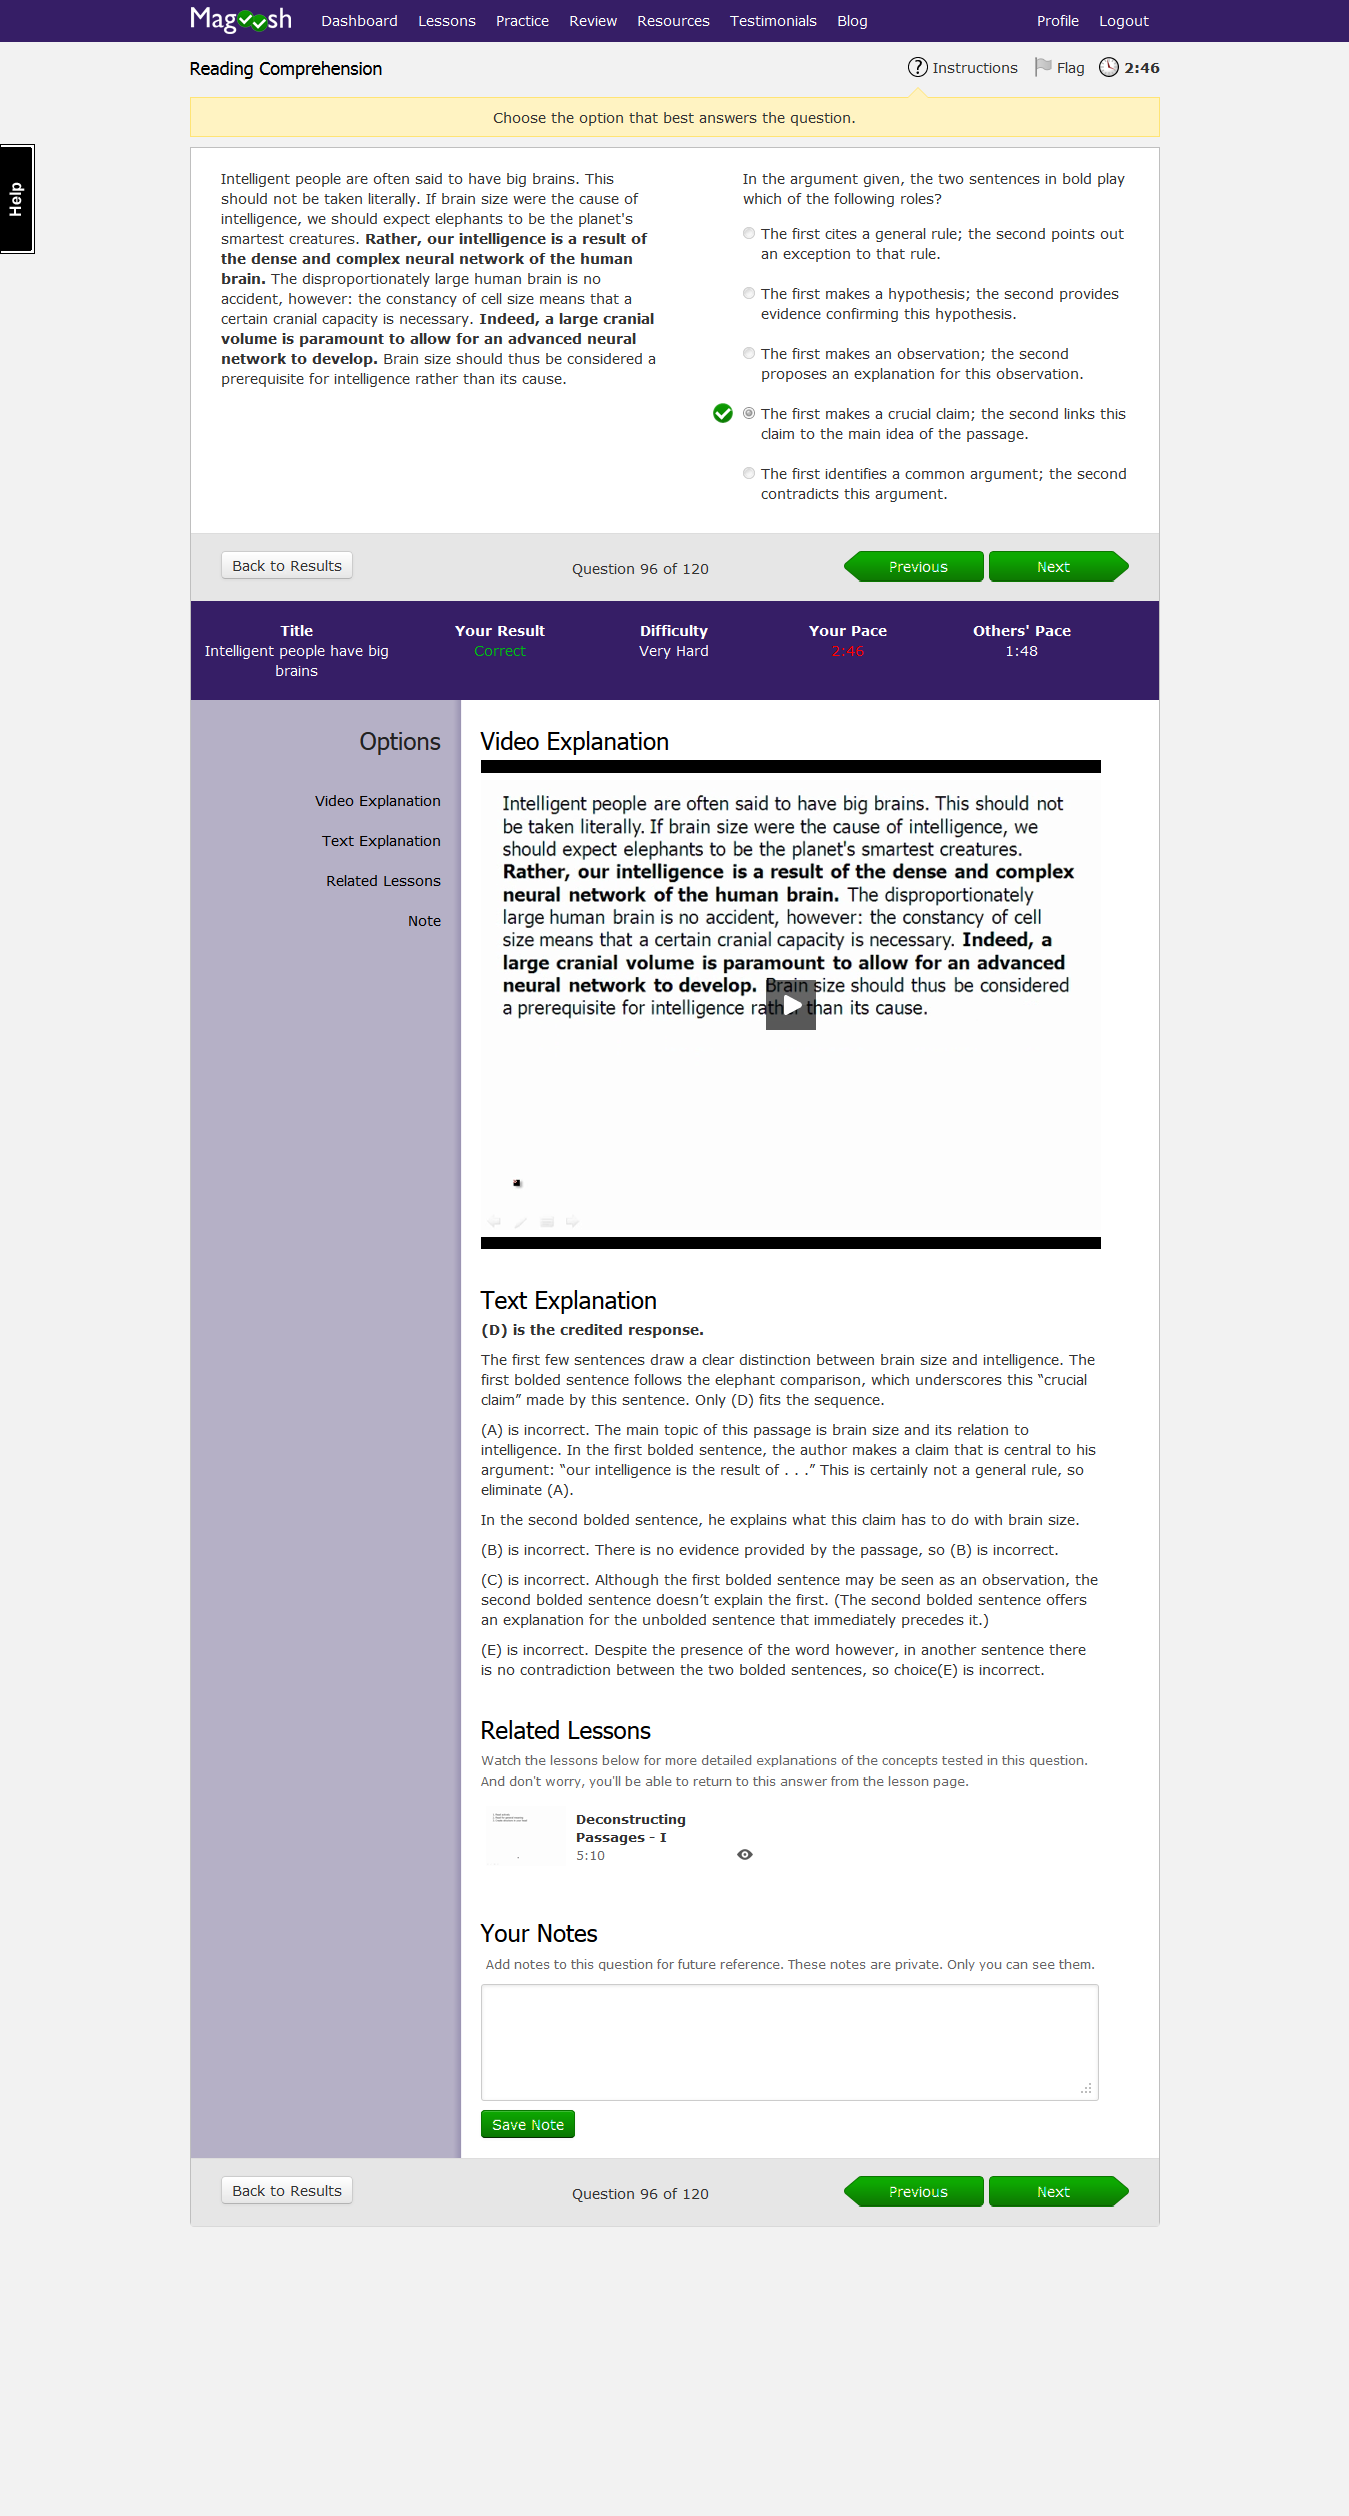 Magoosh Dashboard Lessons Practice Review Resources Testimonials Blog Profile Logout
Reading Comprehension
Instructions Flag 2:46
Choose the option that best answers the question.
Help
Intelligent people are often said to have big brains. This
should not be taken literally. If brain size were the cause of
intelligence, we should expect elephants to be the planet's
smartest creatures. Rather, our intelligence is a result of
the dense and complex neural network of the human
brain. The disproportionately large human brain is no
accident, however: the constancy of cell size means that a
certain cranial capacity is necessary. Indeed, a large cranial
volume is paramount to allow for an advanced neural
network to develop. Brain size should thus be considered a
prerequisite for intelligence rather than its cause.
In the argument given, the two sentences in bold play
which of the following roles?
The first cites a general rule; the second points out
an exception to that rule.
The first makes a hypothesis; the second provides
evidence confirming this hypothesis.
The first makes an observation; the second
proposes an explanation for this observation.
The first makes a crucial claim; the second links this
claim to the main idea of the passage.
The first identifies a common argument; the second
contradicts this argument.
Back to Results Question 96 of 120 Previous Next
Title Your Result Difficulty Your Pace Others' Pace
Intelligent people have big Correct Very Hard 2:46 1:48
brains
Options
Video Explanation
Text Explanation
Related Lessons
Note
Video Explanation
Intelligent people are often said to have big brains. This should not
be taken literally. If brain size were the cause of intelligence, we
should expect elephants to be the planet's smartest creatures.
Rather, our intelligence is a result of the dense and complex
neural network of the human brain. The disproportionately
large human brain is no accident, however: the constancy of cell
size means that a certain cranial capacity is necessary. Indeed, a
large cranial volume is paramount to allow for an advanced
neural network to develop. Brain size should thus be considered
a prerequisite for intelligence rather than its cause.
Text Explanation
(D) is the credited response.
The first few sentences draw a clear distinction between brain size and intelligence. The
first bolded sentence follows the elephant comparison, which underscores this “crucial
claim” made by this sentence. Only (D) fits the sequence.
(A) is incorrect. The main topic of this passage is brain size and its relation to
intelligence. In the first bolded sentence, the author makes a claim that is central to his
argument: “our intelligence is the result of . . .” This is certainly not a general rule, so
eliminate (A).
In the second bolded sentence, he explains what this claim has to do with brain size.
(B) is incorrect. There is no evidence provided by the passage, so (B) is incorrect.
(C) is incorrect. Although the first bolded sentence may be seen as an observation, the
second bolded sentence doesn’t explain the first. (The second bolded sentence offers
an explanation for the unbolded sentence that immediately precedes it.)
(E) is incorrect. Despite the presence of the word however, in another sentence there
is no contradiction between the two bolded sentences, so choice(E) is incorrect.
Related Lessons
Watch the lessons below for more detailed explanations of the concepts tested in this question.
And don't worry, you'll be able to return to this answer from the lesson page.
Deconstructing
Passages - I
5:10
Your Notes
Add notes to this question for future reference. These notes are private. Only you can see them.
Save Note
Back to Results Question 96 of 120 Previous Next